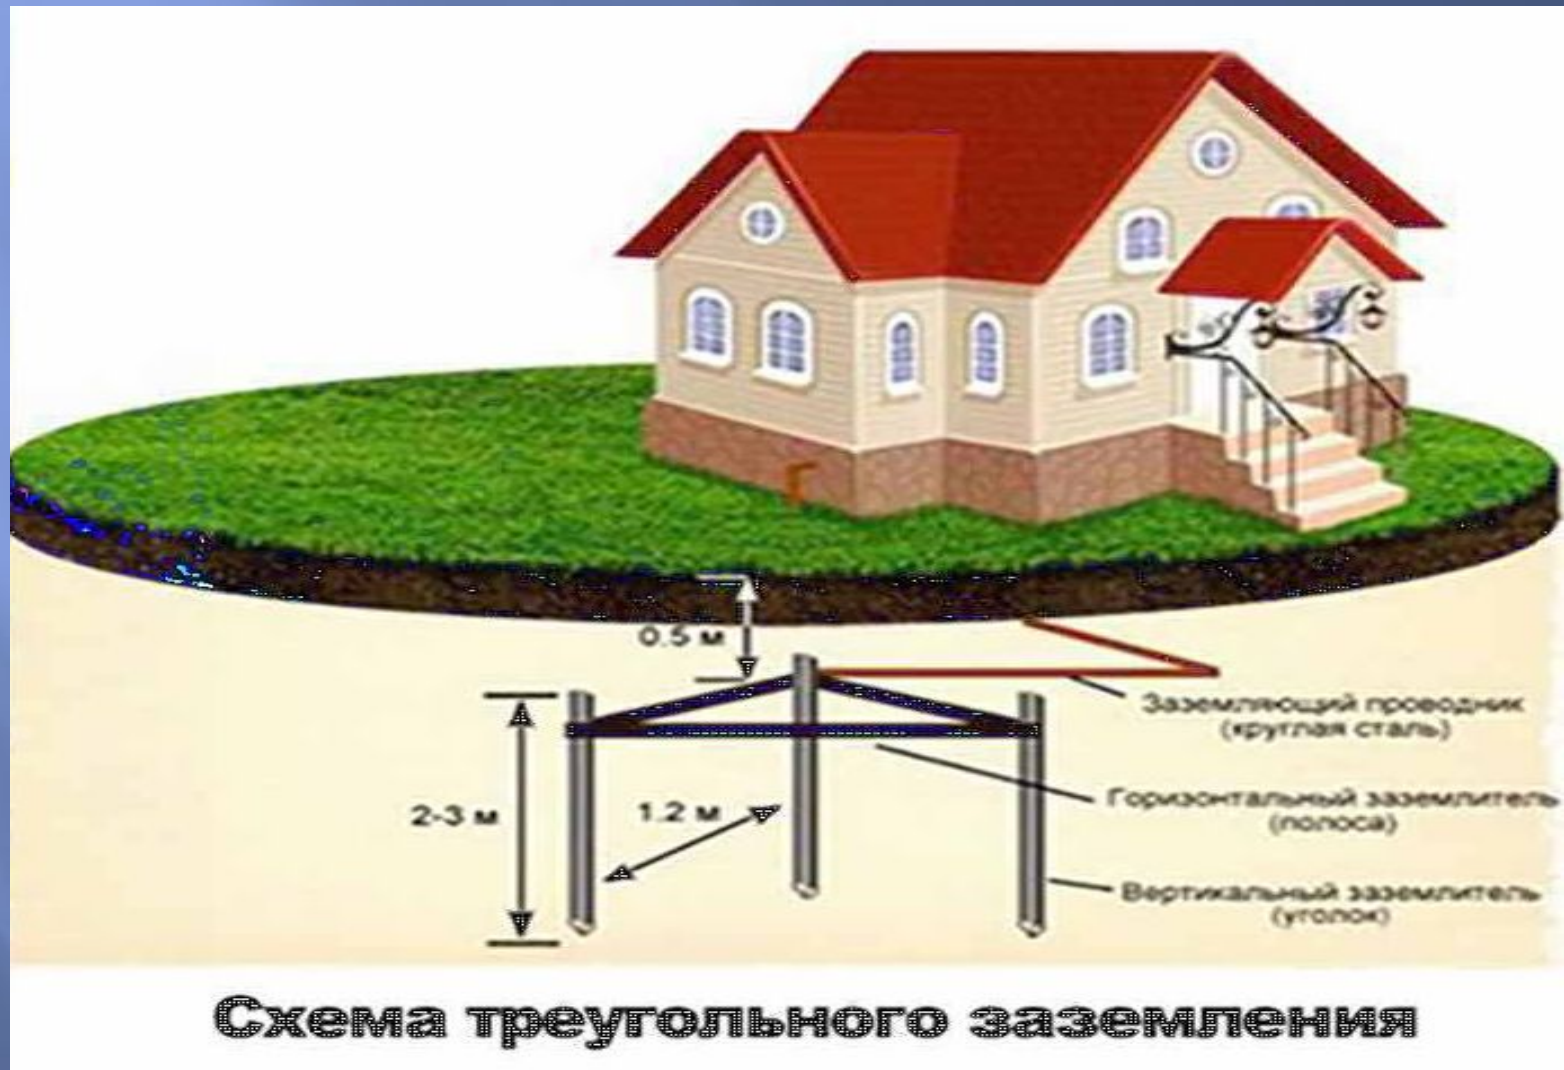 0.5 м
Заземляющий проводник
(круглая сталь)
2-3 м
1.2 м
Горизонтальный заземлитель
(полоса)
Вертикальный заземлитель
(уголок)
Схема треугольного заземления